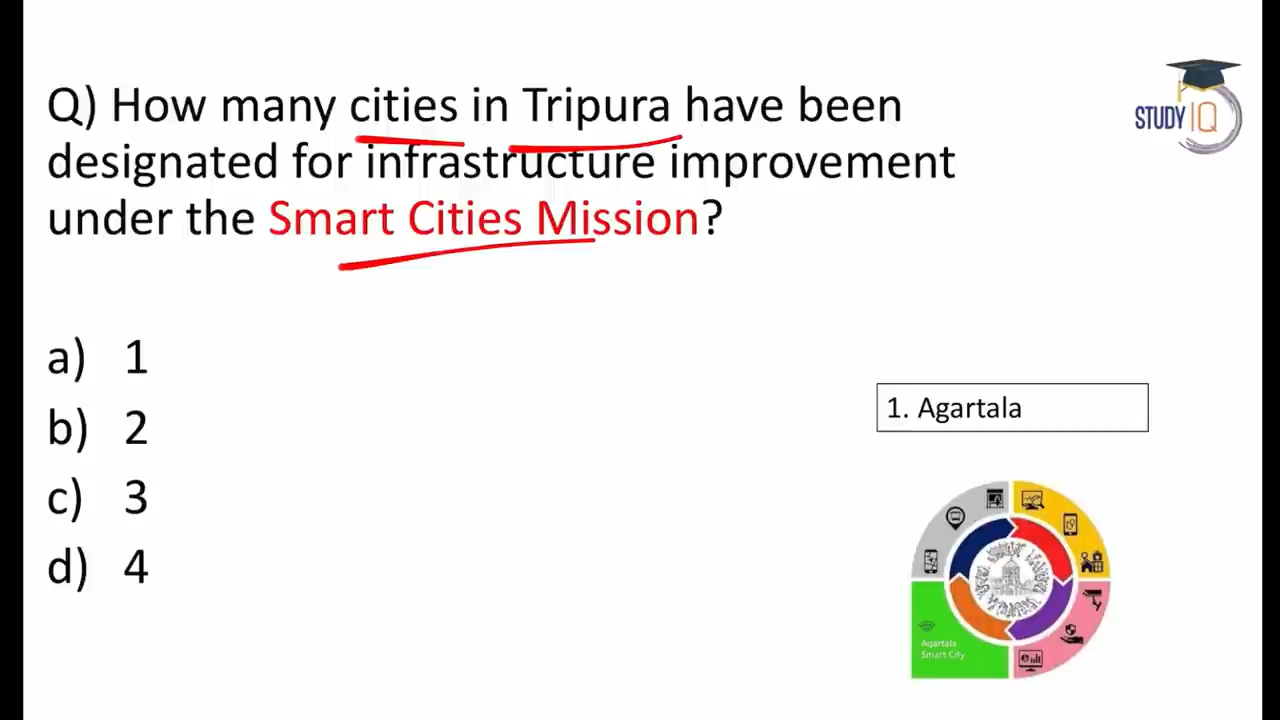 Q) How many cities in Tripura have been
designated for infrastructure improvement
under the Smart Cities Mission?
STUDY IQ
a) 1
b) 2
c) 3
d) 4
1. Agartala
Agartala
Smart City